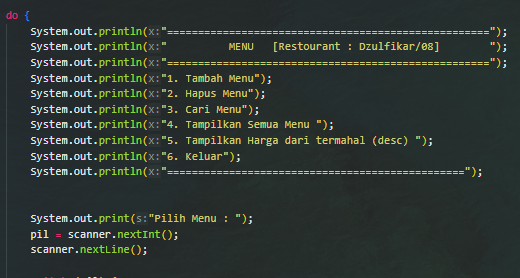 do {
System.out.println(x:"=====================================================");
System.out.println(x:"          MENU   [Restourant : Dzulfikar/08]        ");
System.out.println(x:"=====================================================");
System.out.println(x:"1. Tambah Menu");
System.out.println(x:"2. Hapus Menu");
System.out.println(x:"3. Cari Menu");
System.out.println(x:"4. Tampilkan Semua Menu ");
System.out.println(x:"5. Tampilkan Harga dari termahal (desc) ");
System.out.println(x:"6. Keluar");
System.out.println(x:"=================================================");
System.out.print(s:"Pilih Menu : ");
pil = scanner.nextInt();
scanner.nextLine();